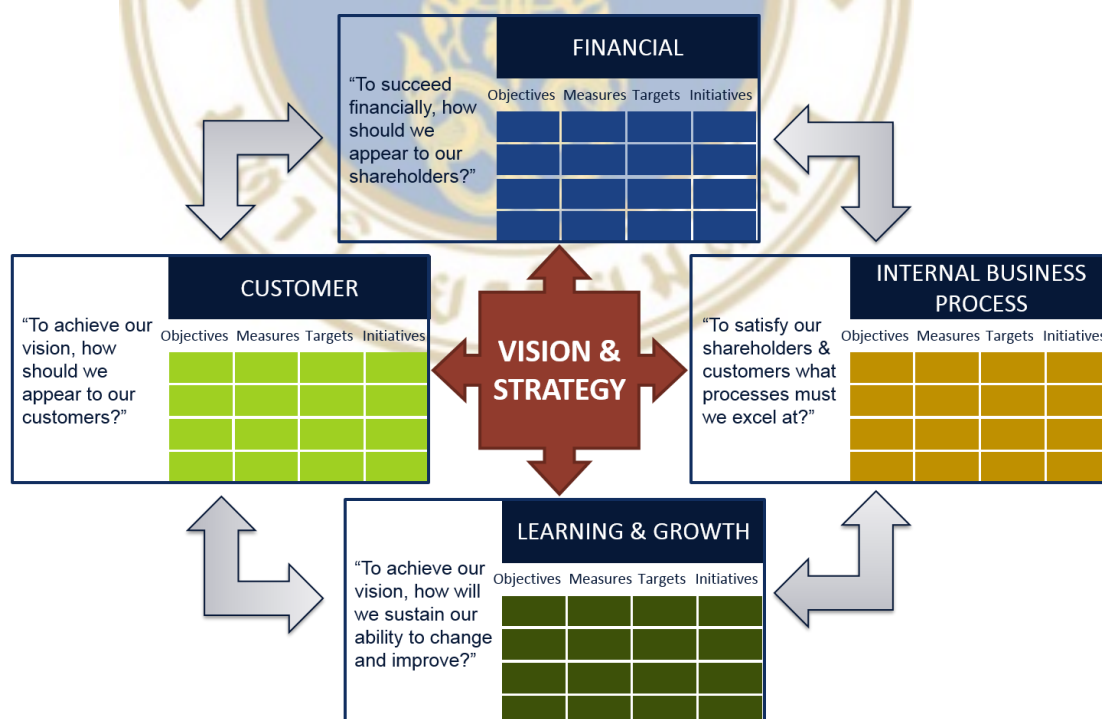 FINANCIAL
“To succeed
financially, how
should we
appear to our
shareholders?”
Objectives Measures Targets Initiatives
CUSTOMER
“To achieve our
vision, how
should we
appear to our
customers?”
Objectives Measures Targets Initiatives
VISION &
STRATEGY
INTERNAL BUSINESS
PROCESS
“To satisfy our
shareholders &
customers what
processes must
we excel at?”
Objectives Measures Targets Initiatives
LEARNING & GROWTH
“To achieve our
vision, how will
we sustain our
ability to change
and improve?”
Objectives Measures Targets Initiatives